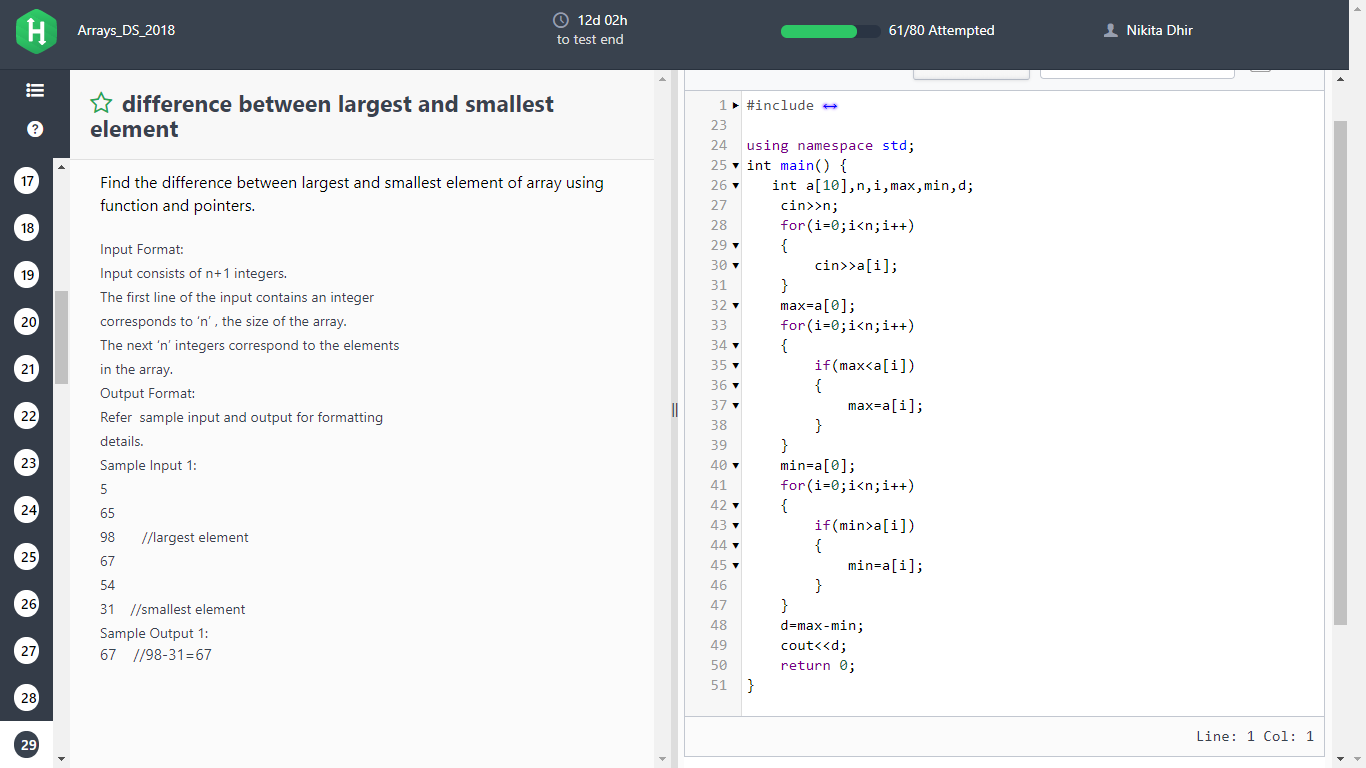 Arrays_DS_2018
12d 02h
to test end
61/80 Attempted
Nikita Dhir
difference between largest and smallest
element
Find the difference between largest and smallest element of array using
function and pointers.
Input Format:
Input consists of n+1 integers.
The first line of the input contains an integer
corresponds to ‘n’ , the size of the array.
The next ‘n’ integers correspond to the elements
in the array.
Output Format:
Refer  sample input and output for formatting
details.
Sample Input 1:
5
65
98 //largest element
67
54
31 //smallest element
Sample Output 1:
67 //98-31=67
?
17
18
19
20
21
22
23
24
25
26
27
28
29
1 #include
23
24 using namespace std;
25 int main() {
26 int a[10],n,i,max,min,d;
27 cin>>n;
28 for(i=0;i<n;i++)
29 {
30 cin>>a[i];
31 }
32 max=a[0];
33 for(i=0;i<n;i++)
34 {
35 if(max<a[i])
36 {
37 max=a[i];
38 }
39 }
40 min=a[0];
41 for(i=0;i<n;i++)
42 {
43 if(min>a[i])
44 {
45 min=a[i];
46 }
47 }
48 d=max-min;
49 cout<<d;
50 return 0;
51 }
Line: 1 Col: 1